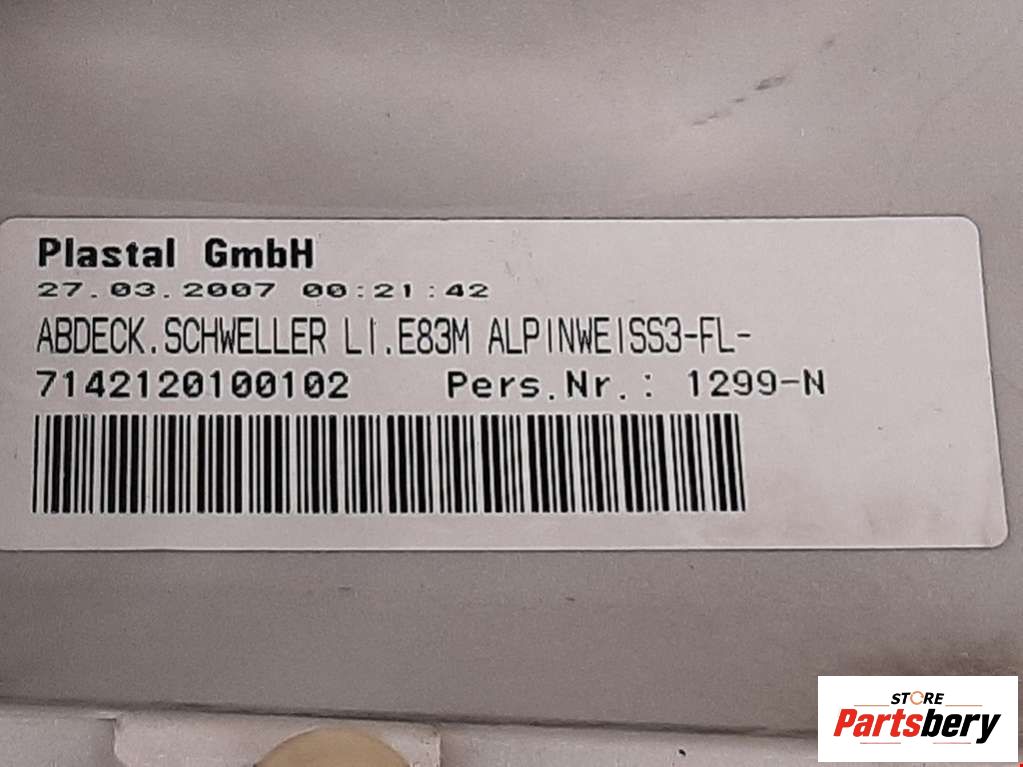 Plastal GmbH
27.03.2007 00:21:42
ABDECK.SCHWELLER LI.E83M ALPINWEISS3-FL-
7142120100102 Pers.Nr.: 1299-N
STORE
Partsbery